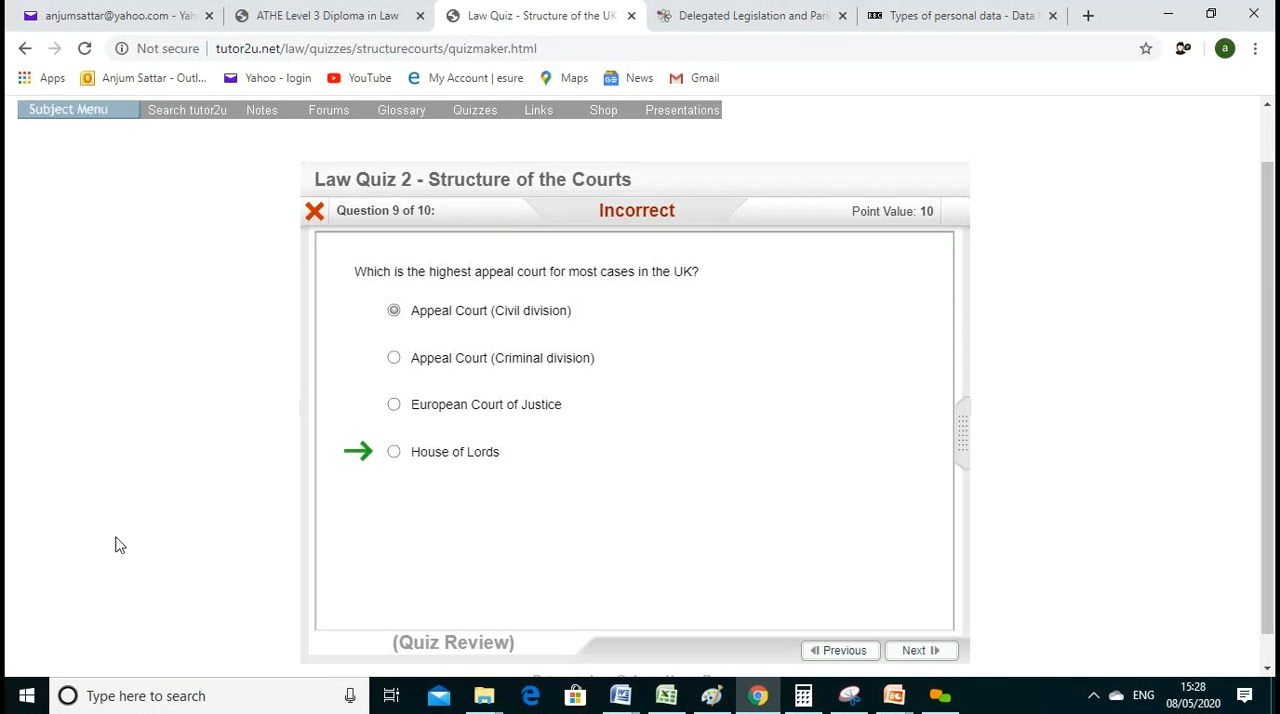 anjumsattar@yahoo.com - Yah
ATHE Level 3 Diploma in Law
Law Quiz - Structure of the UK
Delegated Legislation and Parli
BBC Types of personal data - Data
Not secure tutor2u.net/law/quizzes/structurecourts/quizmaker.html
a
Apps Anjum Sattar - Outl... Yahoo - login YouTube My Account | esure Maps News Gmail
Subject Menu Search tutor2u Notes Forums Glossary Quizzes Links Shop Presentations
Law Quiz 2 - Structure of the Courts
Question 9 of 10: Incorrect Point Value: 10
Which is the highest appeal court for most cases in the UK?
Appeal Court (Civil division)
Appeal Court (Criminal division)
European Court of Justice
House of Lords
(Quiz Review) Previous Next
Type here to search
ENG
15:28
08/05/2020